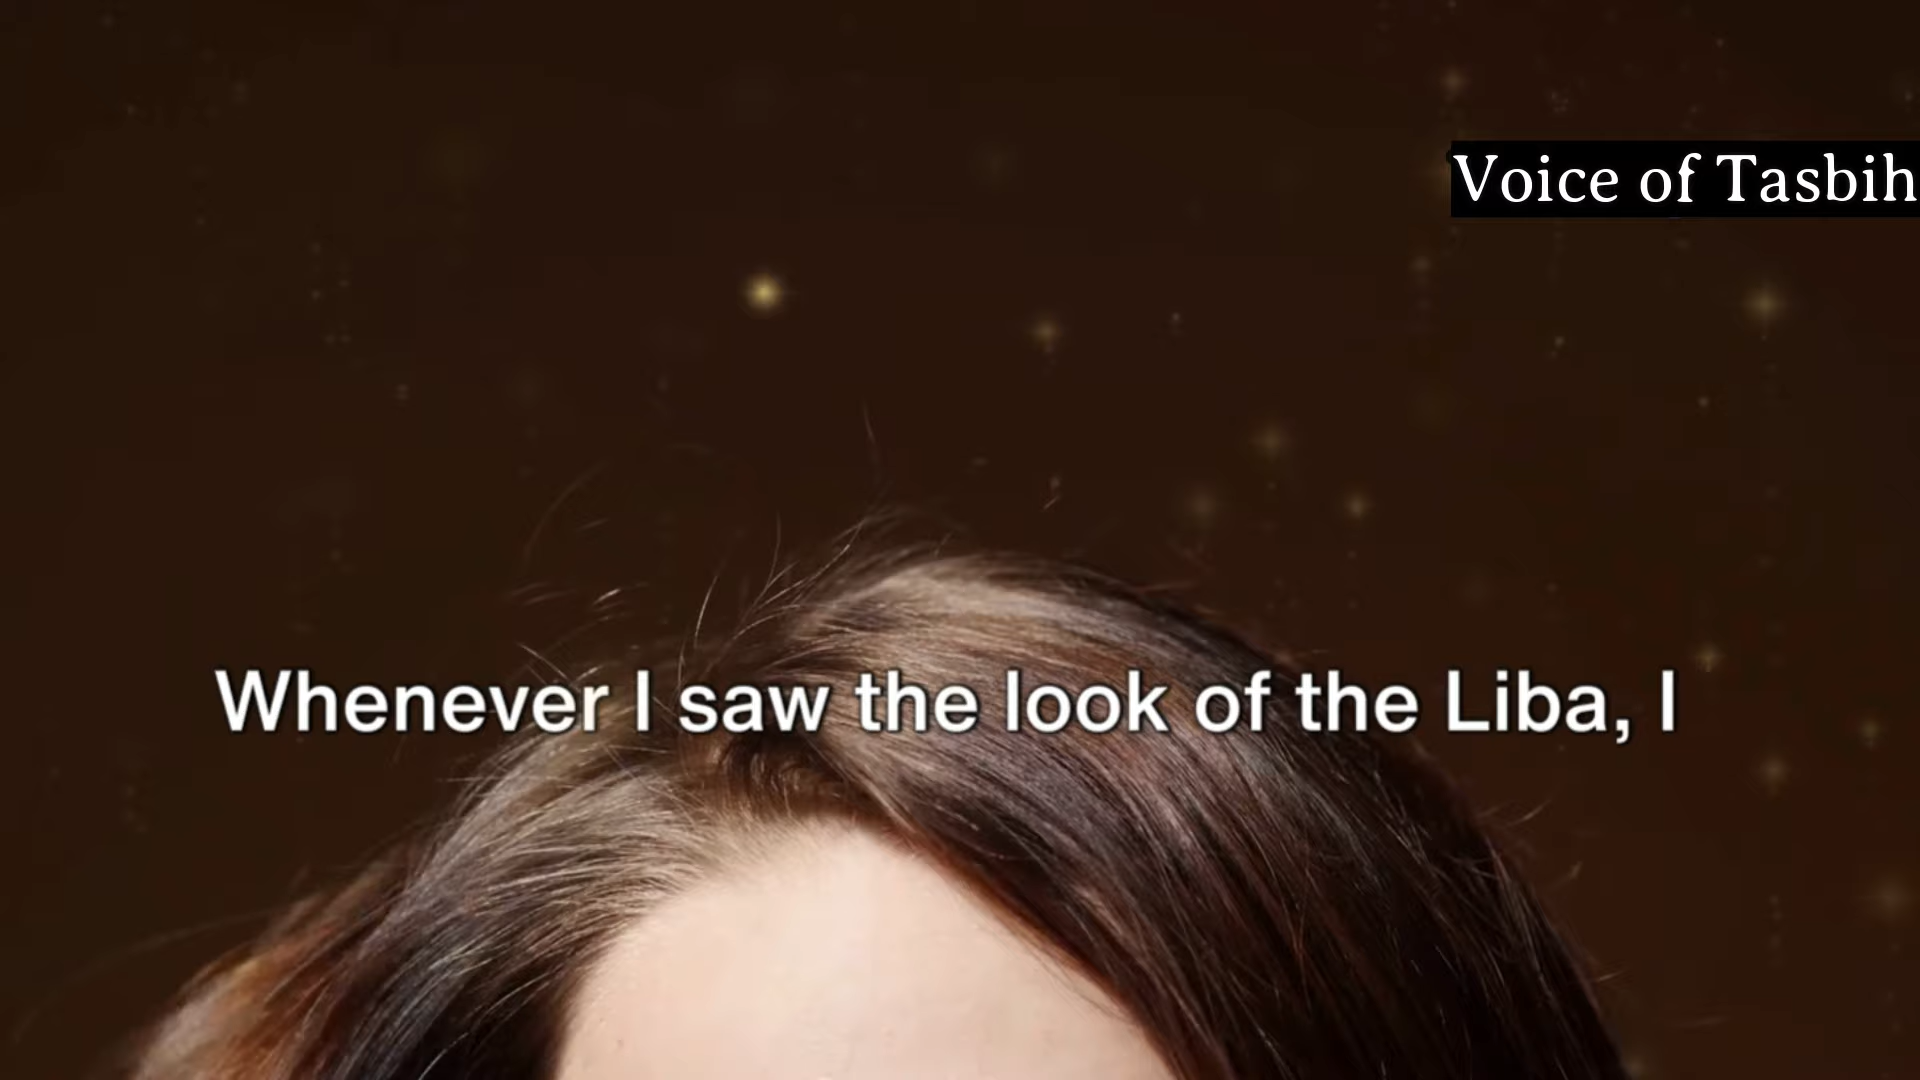 Voice of Tasbih
Whenever I saw the look of the Liba, I